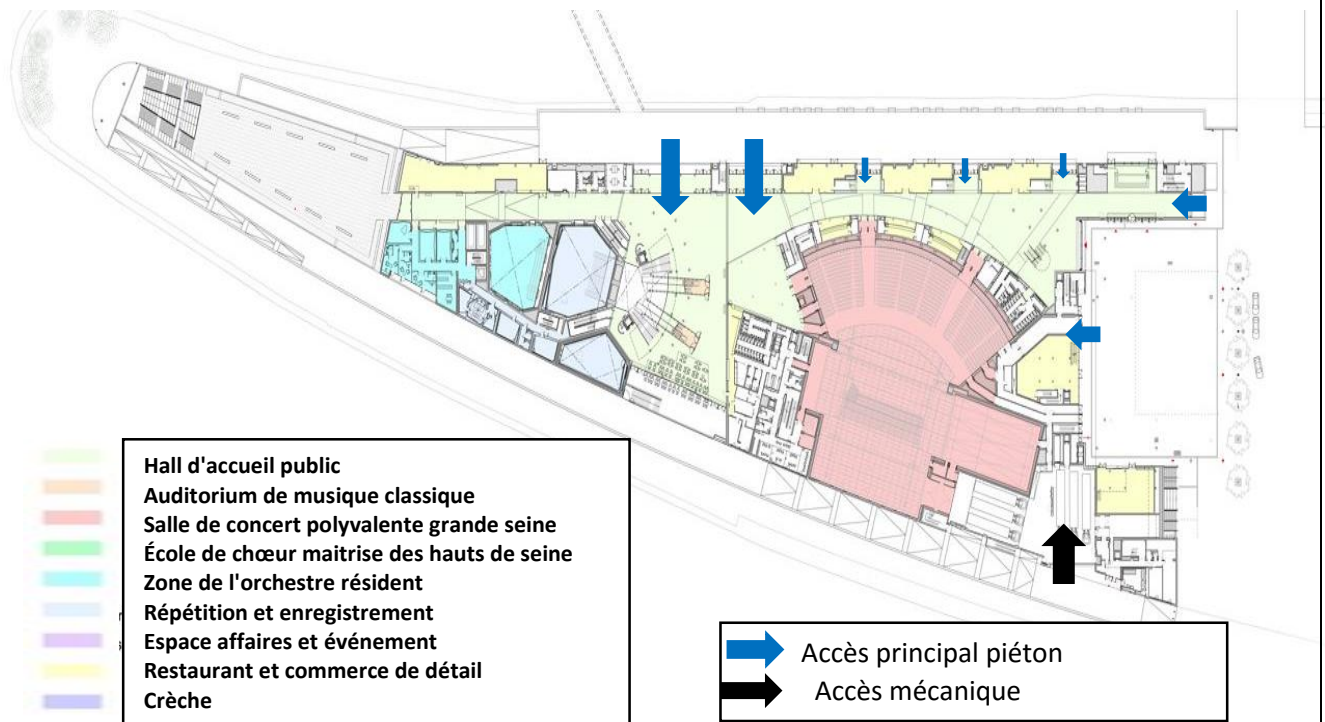 Hall d'accueil public
Auditorium de musique classique
Salle de concert polyvalente grande seine
École de chœur maitrise des hauts de seine
Zone de l'orchestre résident
Répétition et enregistrement
Espace affaires et événement
Restaurant et commerce de détail
Crèche
Accès principal piéton
Accès mécanique